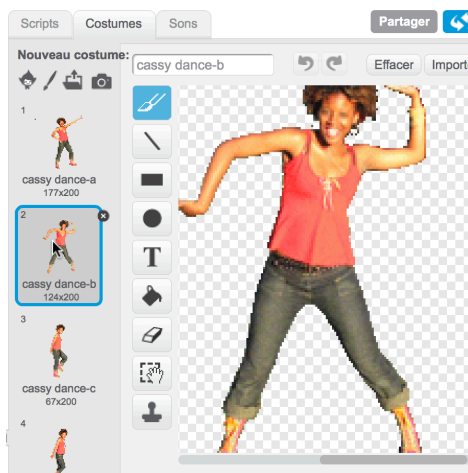 Scripts Costumes Sons Partager
Nouveau costume:
cassy dance-b Effacer Importe
1
cassy dance-a
177x200
2
cassy dance-b
124x200
T
3
cassy dance-c
67x200
4